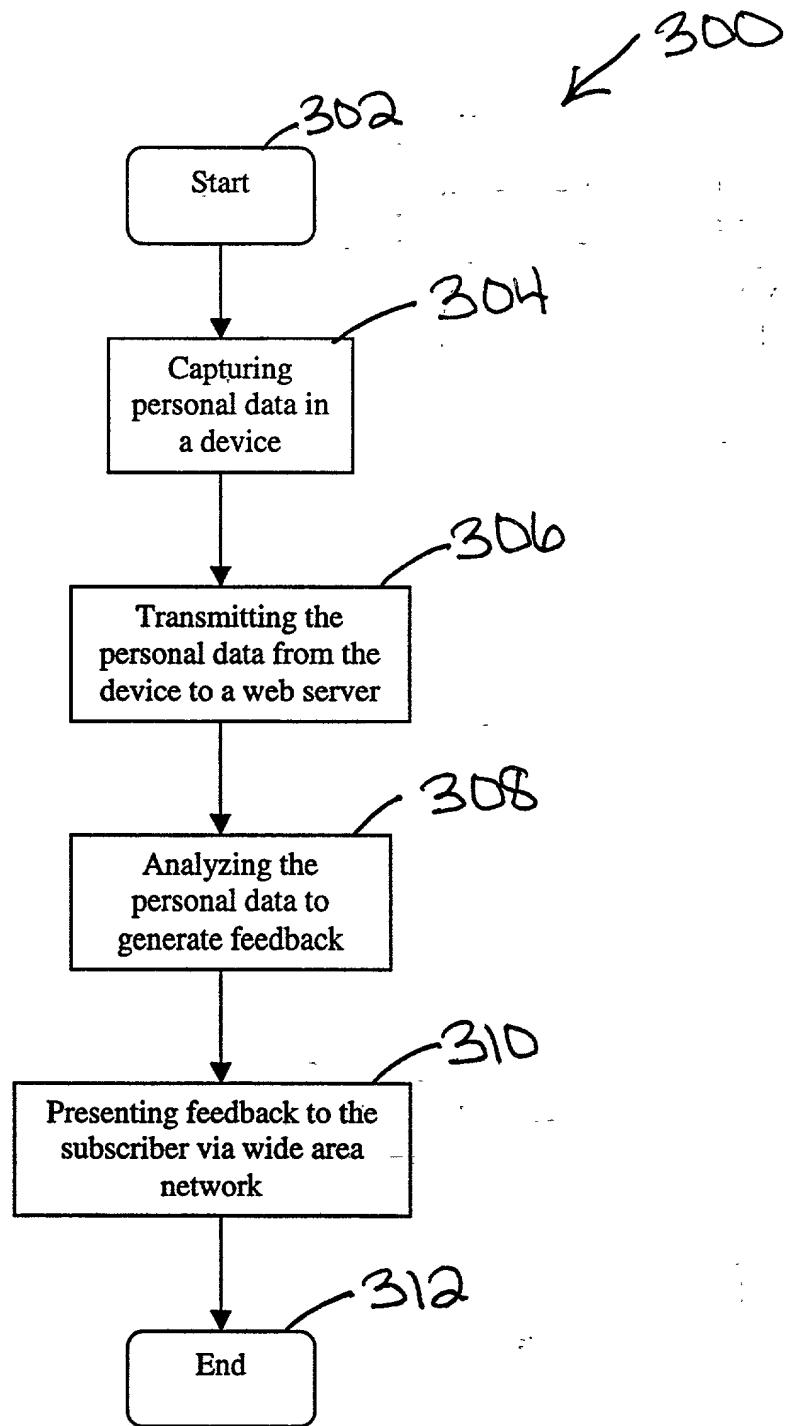 300
302
Start
304
Capturing
personal data in
a device
306
Transmitting the
personal data from the
device to a web server
308
Analyzing the
personal data to
generate feedback
310
Presenting feedback to the
subscriber via wide area
network
312
End